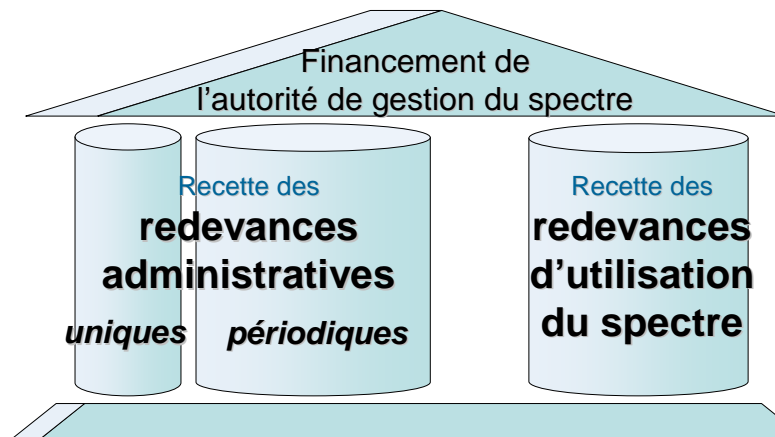 Financement de
l'autorité de gestion du spectre
Recette des
redevances
administratives
uniques périodiques
Recette des
redevances
d'utilisation
du spectre